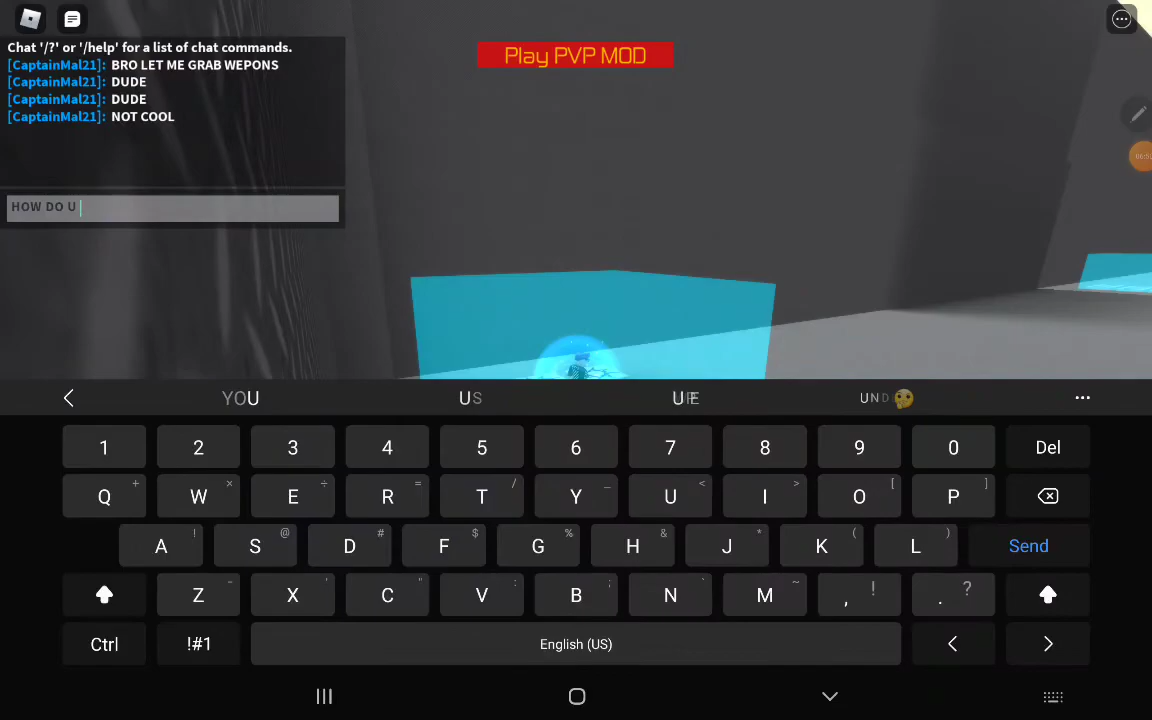 Chat '/?' or '/help' for a list of chat commands.
[CaptainMal21]: BRO LET ME GRAB WEPONS
[CaptainMal21]: DUDE
[CaptainMal21]: DUDE
[CaptainMal21]: NOT COOL
Play PVP MOD
HOW DO U
YOU US
1 2 3 4 5 6 7 8 9 0 Del
+ × ÷ = / _ < > [ ]
Q W E R T Y U I O P
! @ # $ % & * ( )
A S D F G H J K L Send
- ' " : ; ~ ! ?
Z X C V B N M , .
Ctrl !#1 English (US) < >